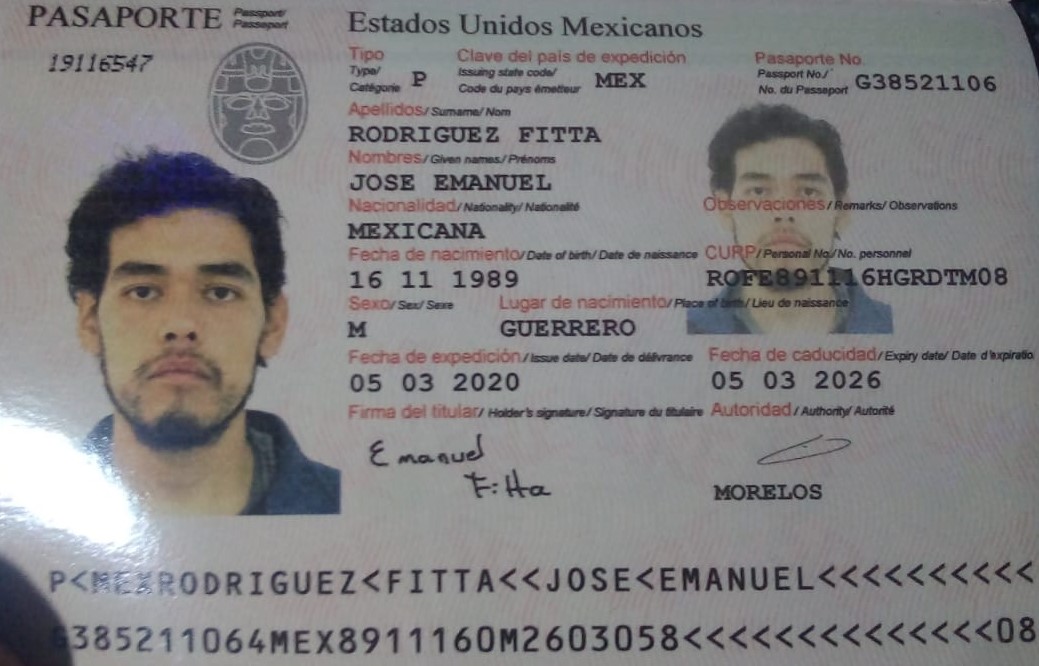 PASAPORTE Passport/ Passeport
Estados Unidos Mexicanos
19116547
Tipo Clave del país de expedición Pasaporte No.
Type/ Issuing state code/ Passport No./
Catégorie P Code du pays émetteur MEX No. du Passeport G38521106
Apellidos/ Surname/ Nom
RODRIGUEZ FITTA
Nombres/ Given names/ Prénoms
JOSE EMANUEL
Nacionalidad/ Nationality/ Nationalité Observaciones/ Remarks/ Observations
MEXICANA
Fecha de nacimiento/ Date of birth/ Date de naissance CURP/ Personal No./ No. personnel
16 11 1989 ROFE891116HGRDTM08
Sexo/ Sex/ Sexe Lugar de nacimiento/ Place of birth/ Lieu de naissance
M GUERRERO
Fecha de expedición/ Issue date/ Date de délivrance Fecha de caducidad/ Expiry date/ Date d'expiratio
05 03 2020 05 03 2026
Firma del titular/ Holder's signature/ Signature du titulaire Autoridad/ Authority/ Autorité
Emanuel
Fitta
MORELOS
P<MEXRODRIGUEZ<FITTA<<JOSE<EMANUEL<<<<<<<<<<
G385211064MEX8911160M2603058<<<<<<<<<<<<<<08